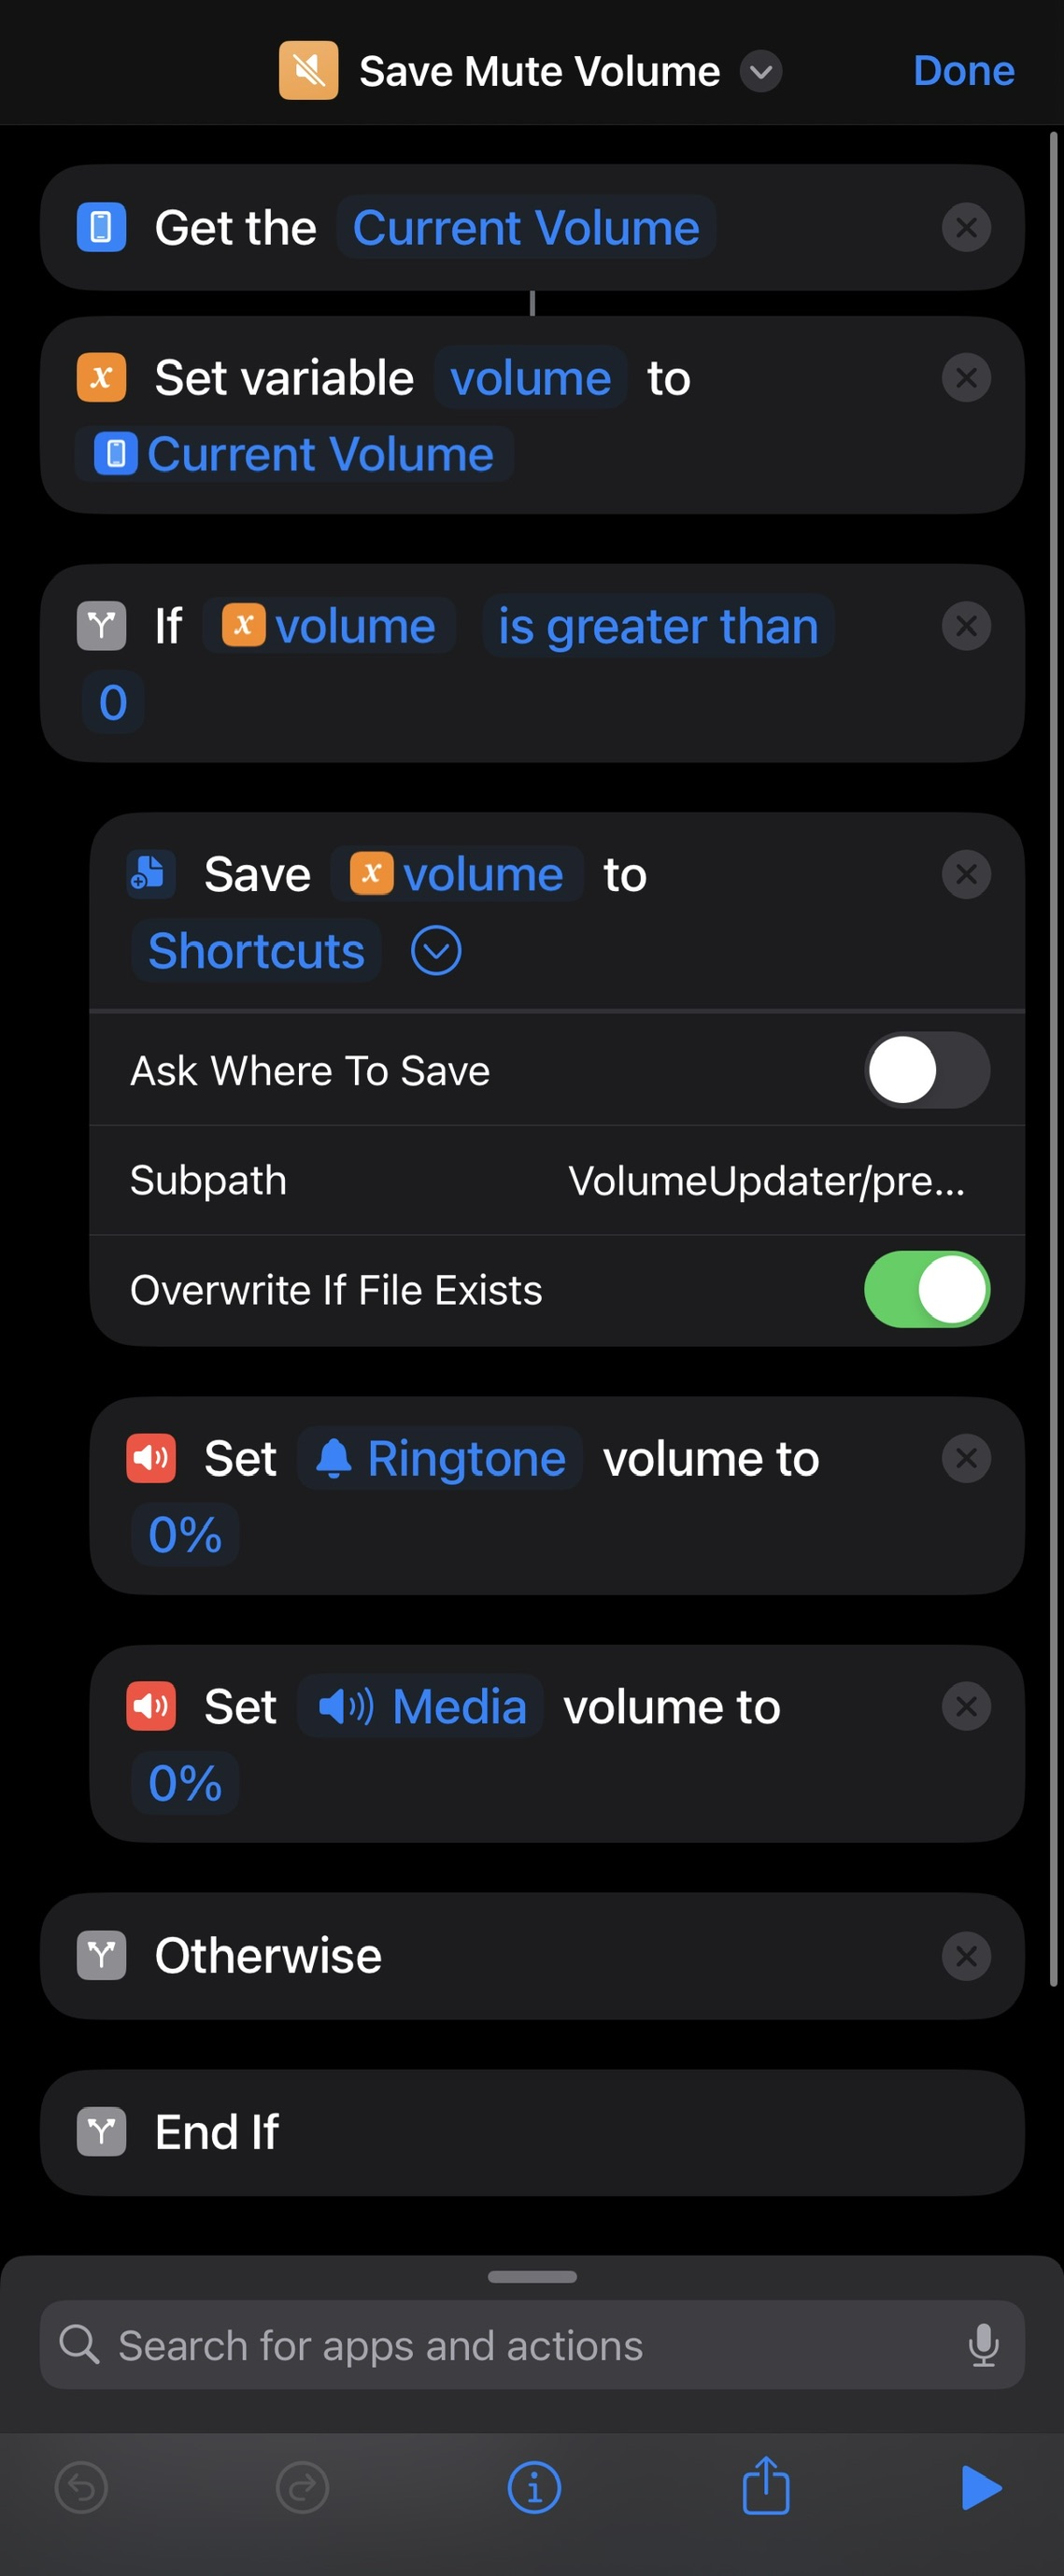 Save Mute Volume
Done
Get the Current Volume
x Set variable volume to
Current Volume
If x volume is greater than
0
Save x volume to
Shortcuts
Ask Where To Save
Subpath VolumeUpdater/pre...
Overwrite If File Exists
Set Ringtone volume to
0%
Set Media volume to
0%
Otherwise
End If
Search for apps and actions